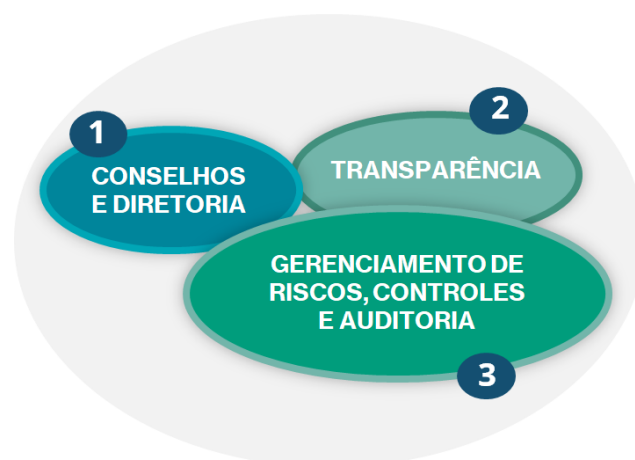 1
CONSELHOS
E DIRETORIA
2
TRANSPARÊNCIA
GERENCIAMENTO DE
RISCOS, CONTROLES
E AUDITORIA
3